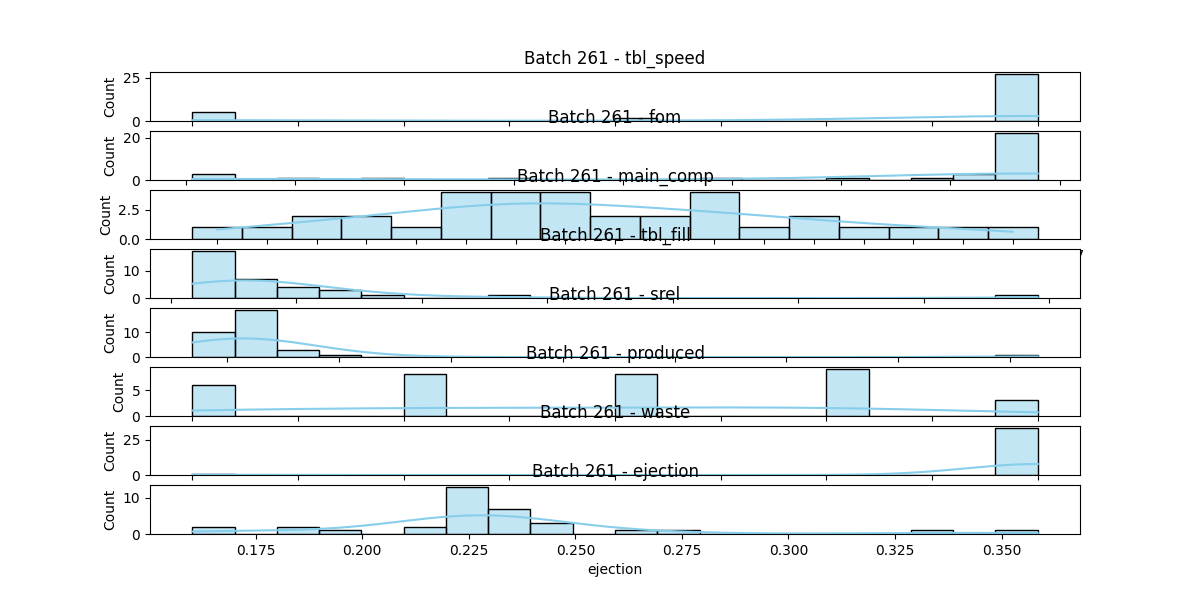 Batch 261 - tbl_speed
25
0
Count
Batch 261 - fom
20
0
Count
Batch 261 - main_comp
2.5
0.0
Count
Batch 261 - tbl_fill
10
0
Count
Batch 261 - srel
10
0
Count
Batch 261 - produced
5
0
Count
Batch 261 - waste
25
0
Count
Batch 261 - ejection
10
0
Count
0.175 0.200 0.225 0.250 0.275 0.300 0.325 0.350
ejection